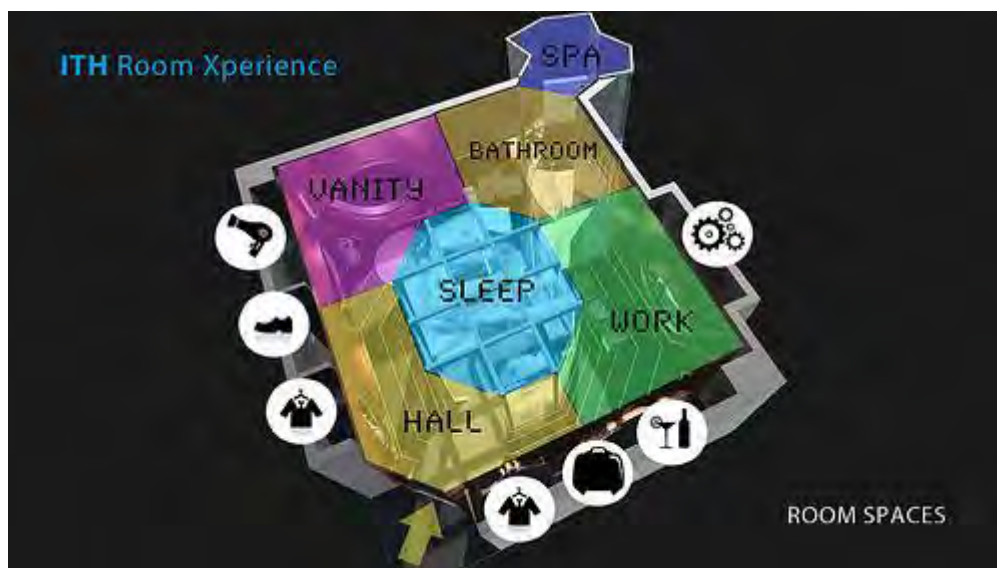 ITH Room Xperience
SPA
BATHROOM
VANITY
SLEEP
WORK
HALL
ROOM SPACES